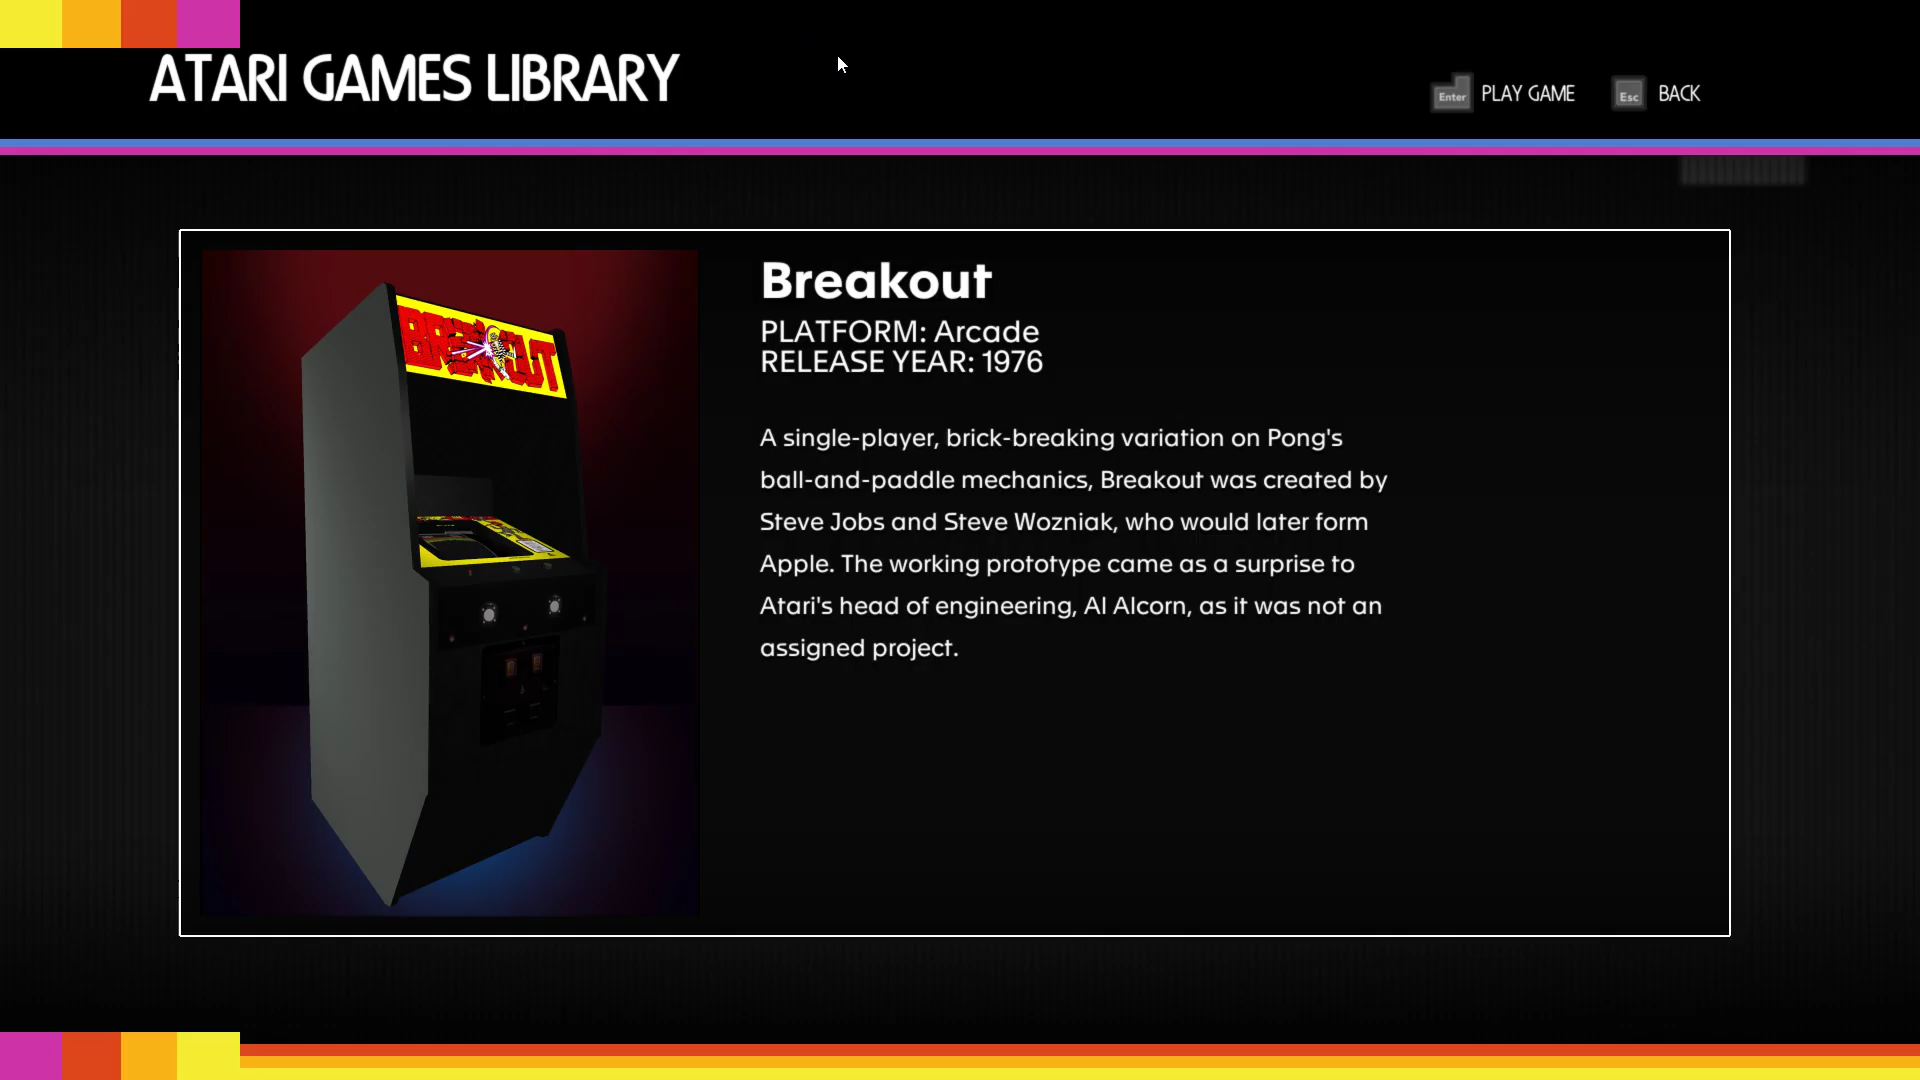 ATARI GAMES LIBRARY
Enter PLAY GAME Esc BACK
BREAKOUT
Breakout
PLATFORM: Arcade
RELEASE YEAR: 1976
A single-player, brick-breaking variation on Pong's
ball-and-paddle mechanics, Breakout was created by
Steve Jobs and Steve Wozniak, who would later form
Apple. The working prototype came as a surprise to
Atari's head of engineering, Al Alcorn, as it was not an
assigned project.